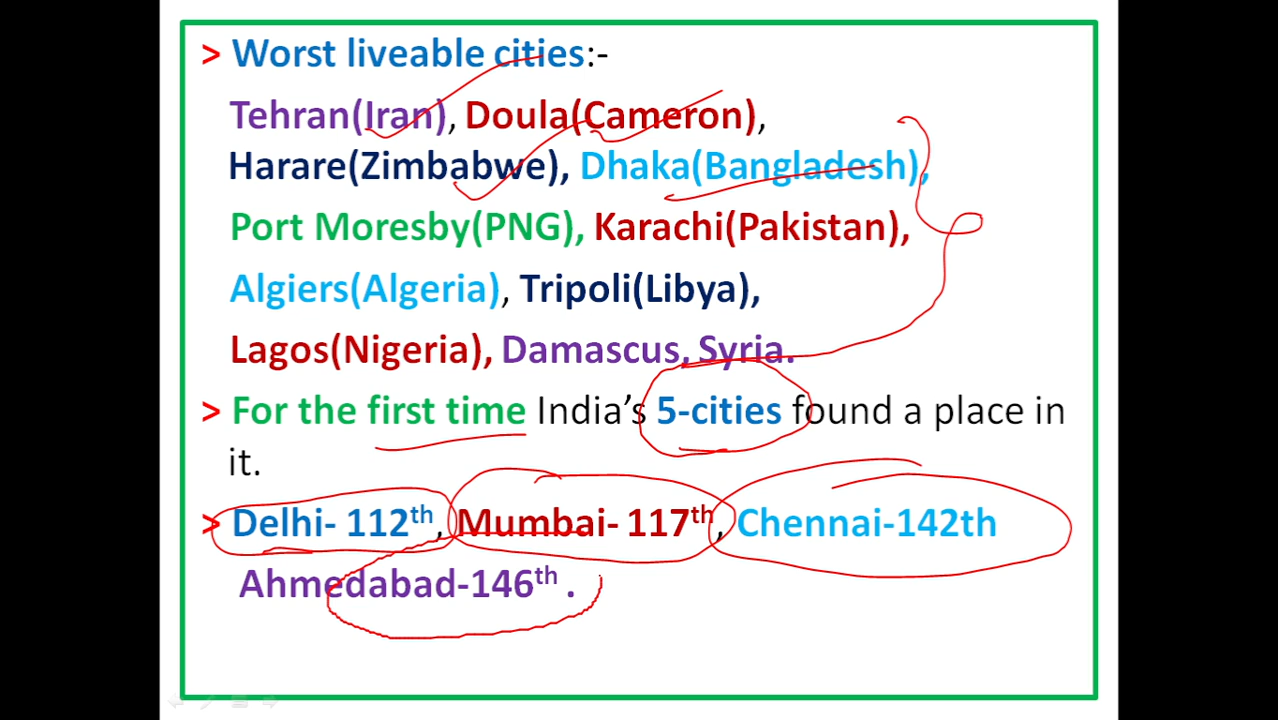 > Worst liveable cities:-
Tehran(Iran), Doula(Cameron),
Harare(Zimbabwe), Dhaka(Bangladesh),
Port Moresby(PNG), Karachi(Pakistan),
Algiers(Algeria), Tripoli(Libya),
Lagos(Nigeria), Damascus, Syria.
> For the first time India’s 5-cities found a place in
it.
> Delhi- 112th, Mumbai- 117th, Chennai-142th
Ahmedabad-146th .